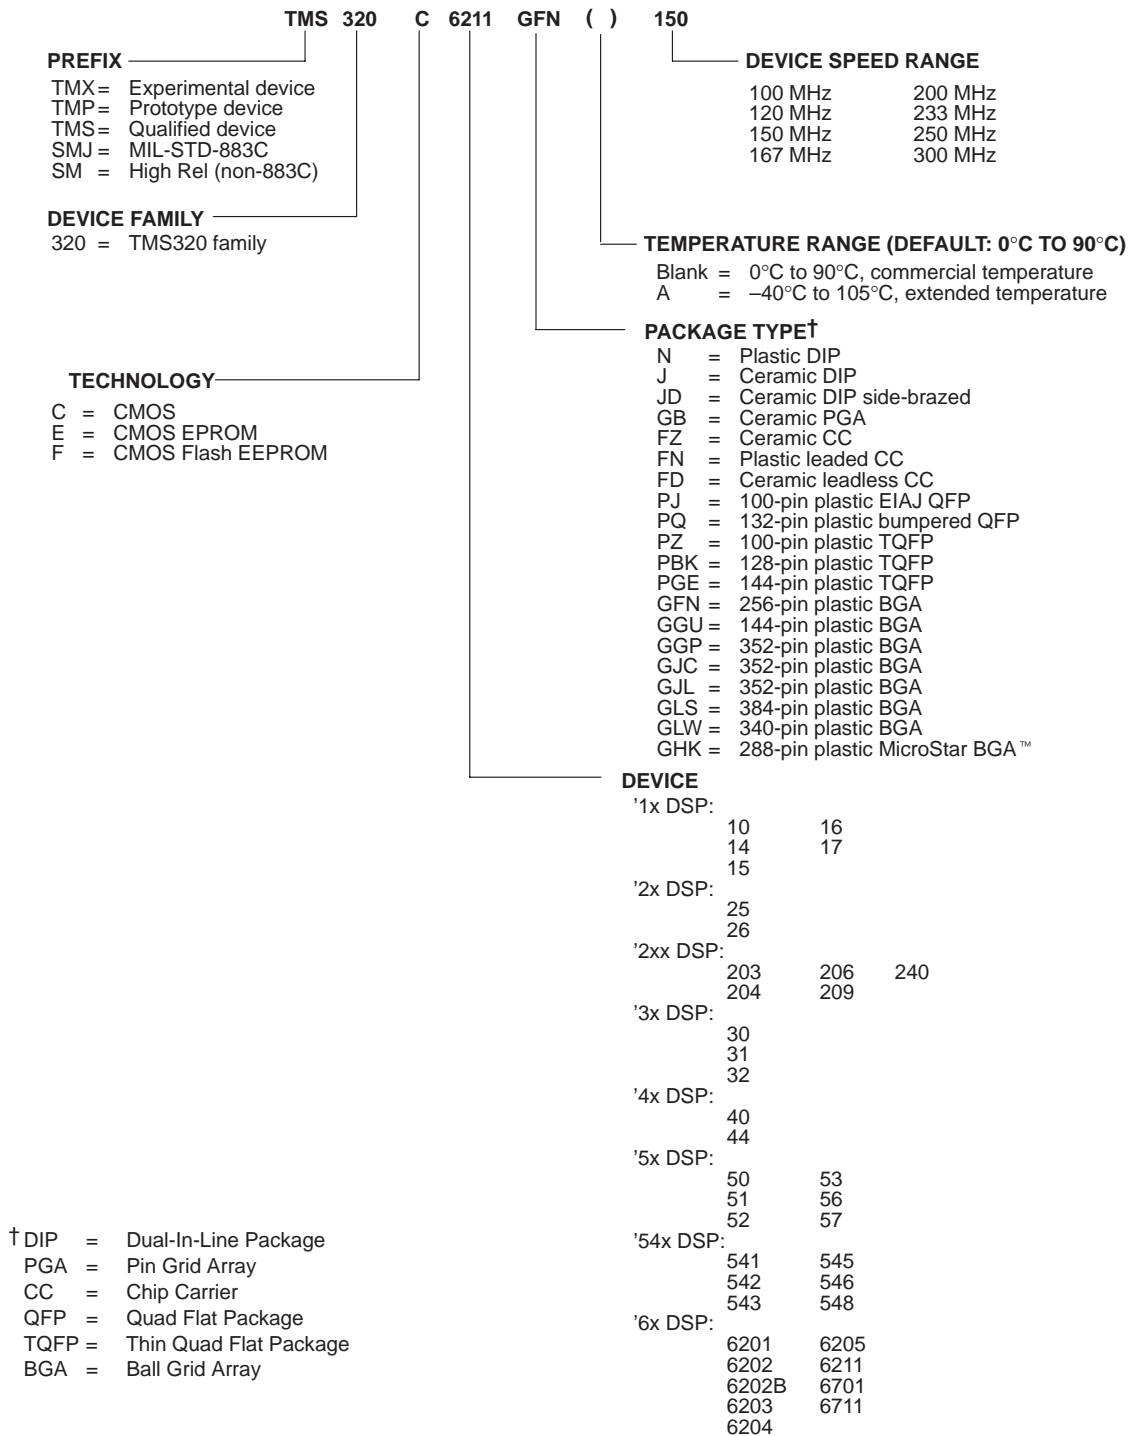 TMS 320 C 6211 GFN ( ) 150
PREFIX
TMX = Experimental device
TMP = Prototype device
TMS = Qualified device
SMJ = MIL-STD-883C
SM = High Rel (non-883C)
DEVICE SPEED RANGE
100 MHz 200 MHz
120 MHz 233 MHz
150 MHz 250 MHz
167 MHz 300 MHz
DEVICE FAMILY
320 = TMS320 family
TEMPERATURE RANGE (DEFAULT: 0°C TO 90°C)
Blank = 0°C to 90°C, commercial temperature
A = –40°C to 105°C, extended temperature
PACKAGE TYPE†
N = Plastic DIP
J = Ceramic DIP
JD = Ceramic DIP side-brazed
GB = Ceramic PGA
FZ = Ceramic CC
FN = Plastic leaded CC
FD = Ceramic leadless CC
PJ = 100-pin plastic EIAJ QFP
PQ = 132-pin plastic bumpered QFP
PZ = 100-pin plastic TQFP
PBK = 128-pin plastic TQFP
PGE = 144-pin plastic TQFP
GFN = 256-pin plastic BGA
GGU = 144-pin plastic BGA
GGP = 352-pin plastic BGA
GJC = 352-pin plastic BGA
GJL = 352-pin plastic BGA
GLS = 384-pin plastic BGA
GLW = 340-pin plastic BGA
GHK = 288-pin plastic MicroStar BGA™
TECHNOLOGY
C = CMOS
E = CMOS EPROM
F = CMOS Flash EEPROM
DEVICE
’1x DSP:
10 16
14 17
15
’2x DSP:
25
26
’2xx DSP:
203 206 240
204 209
’3x DSP:
30
31
32
’4x DSP:
40
44
’5x DSP:
50 53
51 56
52 57
’54x DSP:
541 545
542 546
543 548
’6x DSP:
6201 6205
6202 6211
6202B 6701
6203 6711
6204
† DIP = Dual-In-Line Package
PGA = Pin Grid Array
CC = Chip Carrier
QFP = Quad Flat Package
TQFP = Thin Quad Flat Package
BGA = Ball Grid Array